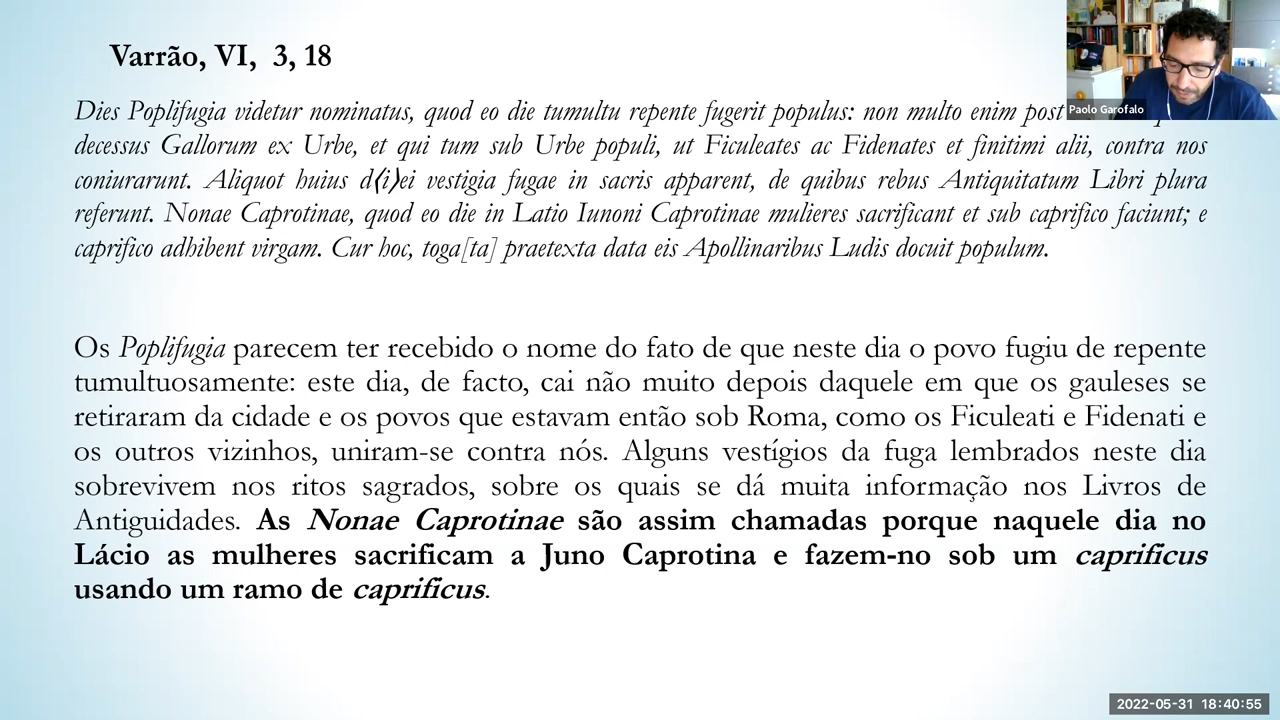 Varrão, VI, 3, 18
Paolo Garofalo
Dies Poplifugia videtur nominatus, quod eo die tumultu repente fugerit populus: non multo enim post
decessus Gallorum ex Urbe, et qui tum sub Urbe populi, ut Ficuleates ac Fidenates et finitimi alii, contra nos
coniurarunt. Aliquot huius d⟨i⟩ei vestigia fugae in sacris apparent, de quibus rebus Antiquitatum Libri plura
referunt. Nonae Caprotinae, quod eo die in Latio Iunoni Caprotinae mulieres sacrificant et sub caprifico faciunt; e
caprifico adhibent virgam. Cur hoc, toga[ta] praetexta data eis Apollinaribus Ludis docuit populum.
Os Poplifugia parecem ter recebido o nome do fato de que neste dia o povo fugiu de repente
tumultuosamente: este dia, de facto, cai não muito depois daquele em que os gauleses se
retiraram da cidade e os povos que estavam então sob Roma, como os Ficuleati e Fidenati e
os outros vizinhos, uniram-se contra nós. Alguns vestígios da fuga lembrados neste dia
sobrevivem nos ritos sagrados, sobre os quais se dá muita informação nos Livros de
Antiguidades. As Nonae Caprotinae são assim chamadas porque naquele dia no
Lácio as mulheres sacrificam a Juno Caprotina e fazem-no sob um caprificus
usando um ramo de caprificus.
2022-05-31 18:40:55